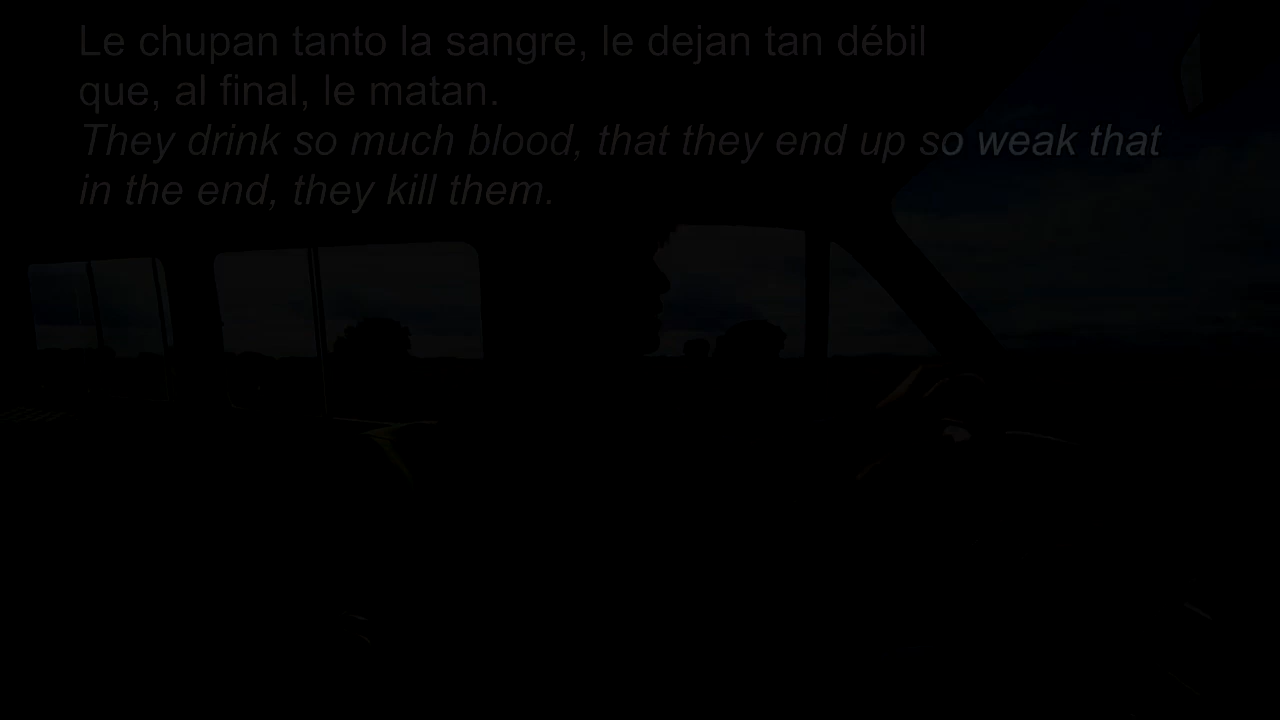 Le chupan tanto la sangre, le dejan tan débil
que, al final, le matan.
They drink so much blood, that they end up so weak that
in the end, they kill them.